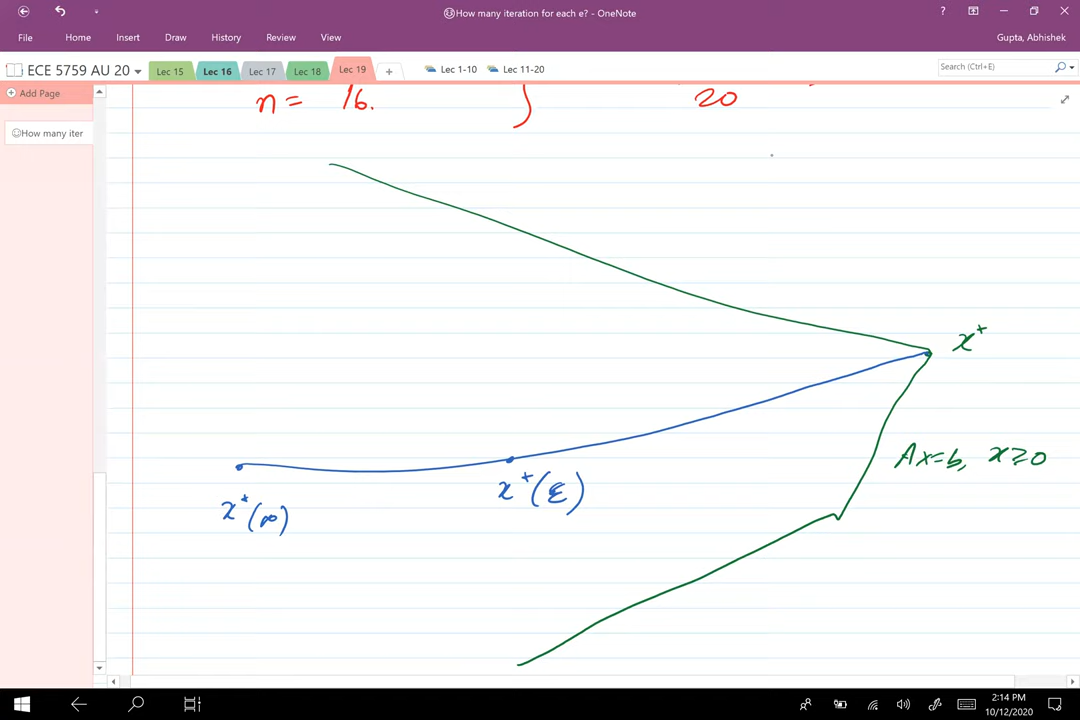 How many iteration for each e? - OneNote
Gupta, Abhishek
File Home Insert Draw History Review View
ECE 5759 AU 20
Lec 15 Lec 16 Lec 17 Lec 18 Lec 19
Lec 1-10 Lec 11-20
Search (Ctrl+E)
Add Page
How many iter
n = 16.
20
x*
Ax=b, x≥0
x*(ε)
x*(∞)
2:14 PM
10/12/2020